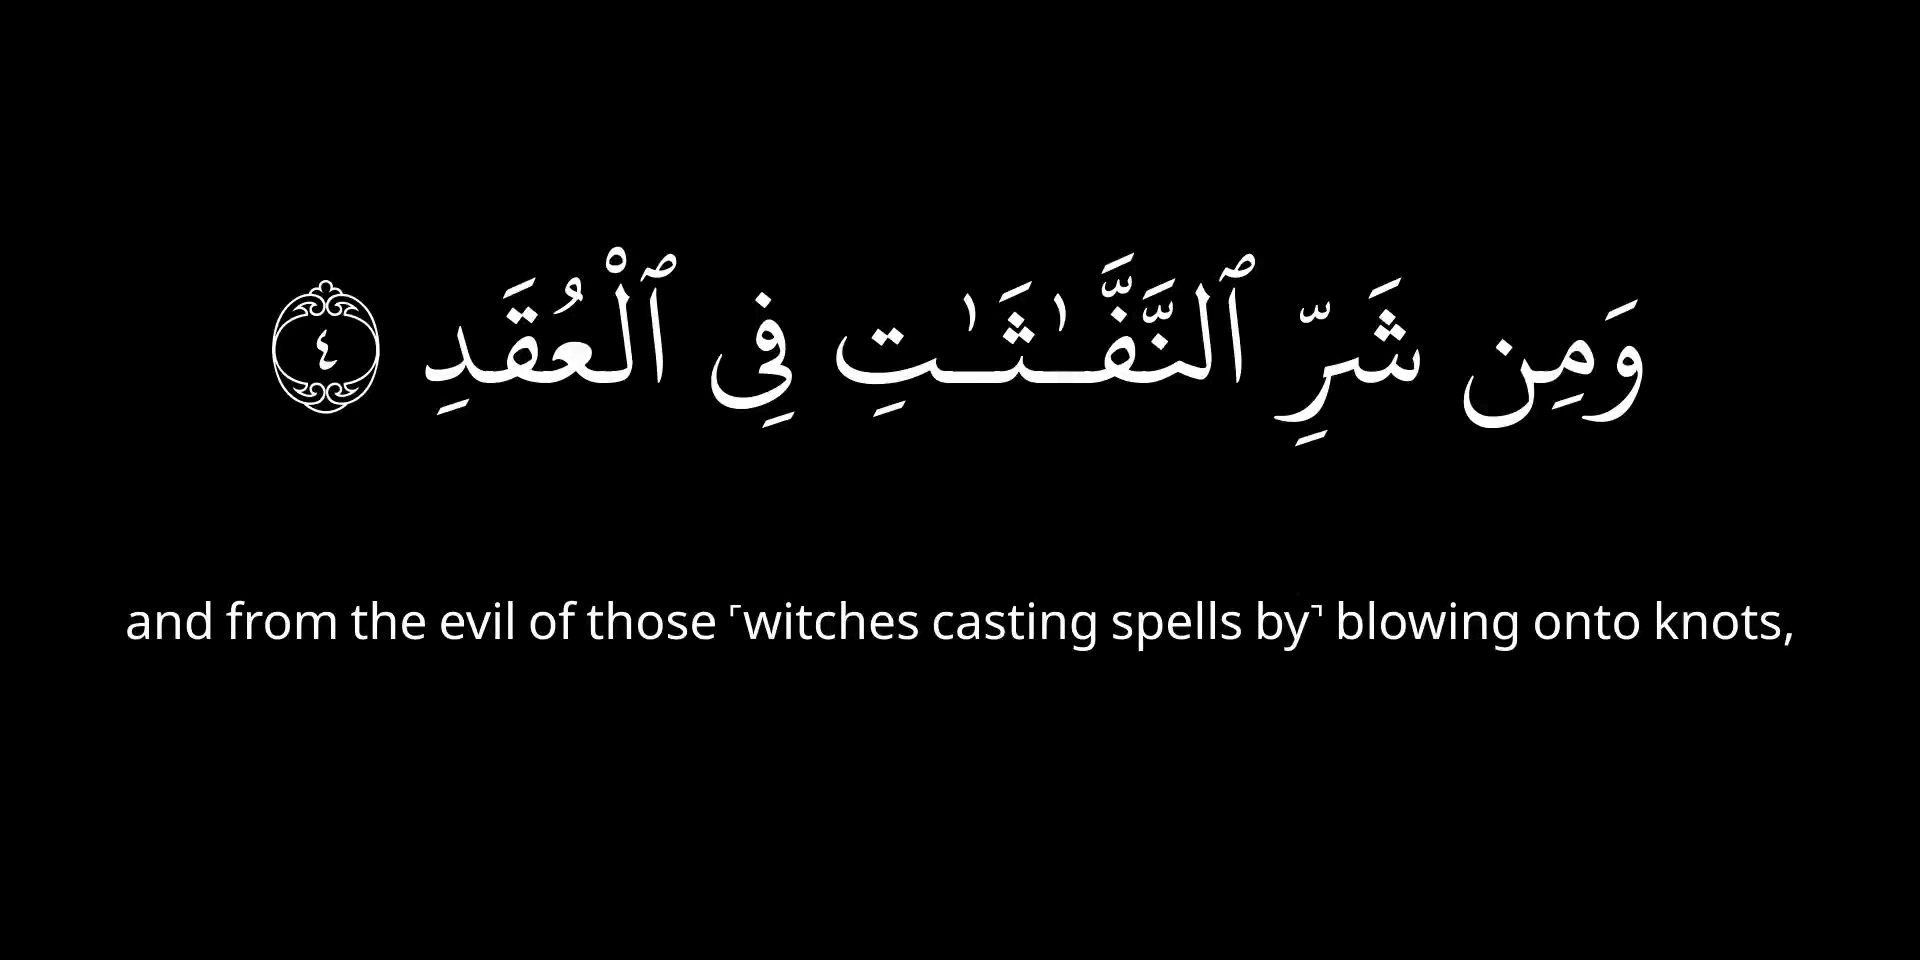 وَمِن شَرِّ ٱلنَّفَّـٰثَـٰتِ فِى ٱلْعُقَدِ ٤
and from the evil of those ⌜witches casting spells by⌝ blowing onto knots,